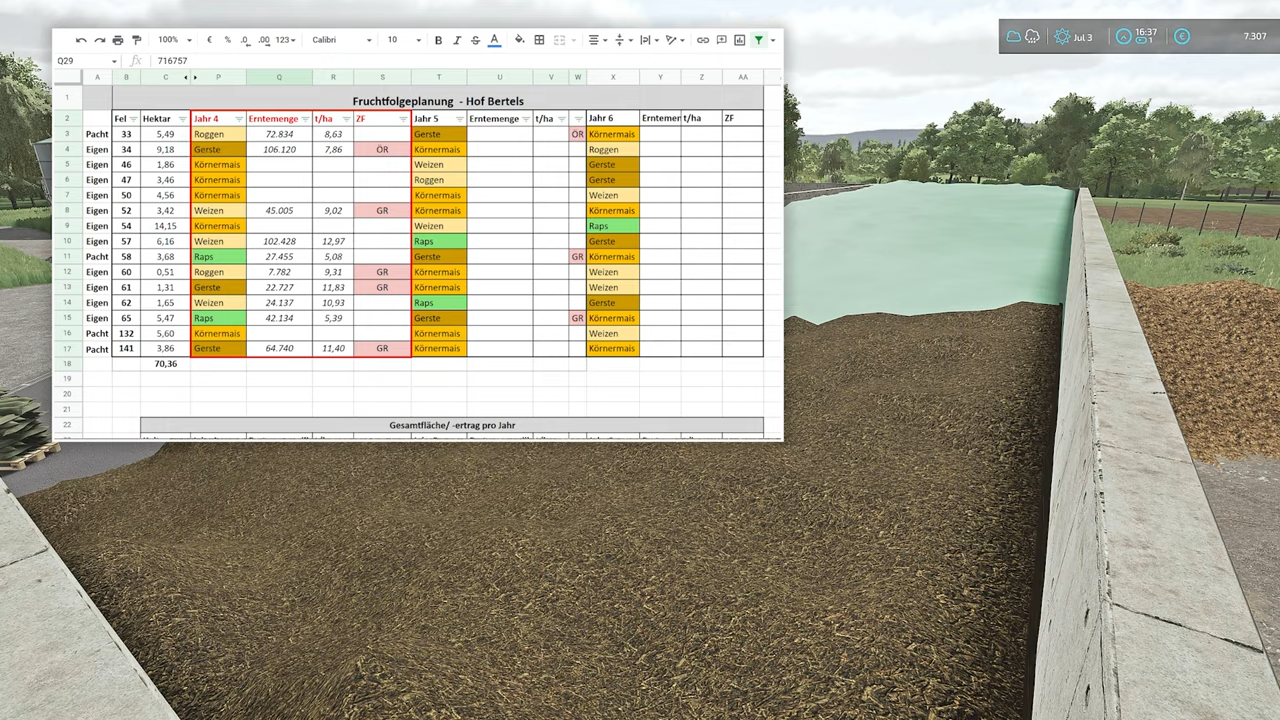 100% € % .0 .00 123 Calibri 10 B I S A
Q29 fx 716757
A B C P Q R S T U V W X Y Z AA
1 Fruchtfolgeplanung - Hof Bertels
2 Fel Hektar Jahr 4 Erntemenge t/ha ZF Jahr 5 Erntemenge t/ha Jahr 6 Erntemen t/ha ZF
3 Pacht 33 5,49 Roggen 72.834 8,63 Gerste ÖR Körnermais
4 Eigen 34 9,18 Gerste 106.120 7,86 ÖR Körnermais Roggen
5 Eigen 46 1,86 Körnermais Weizen Gerste
6 Eigen 47 3,46 Körnermais Roggen Gerste
7 Eigen 50 4,56 Körnermais Körnermais Weizen
8 Eigen 52 3,42 Weizen 45.005 9,02 GR Körnermais Körnermais
9 Eigen 54 14,15 Körnermais Weizen Raps
10 Eigen 57 6,16 Weizen 102.428 12,97 Raps Gerste
11 Pacht 58 3,68 Raps 27.455 5,08 Gerste GR Körnermais
12 Eigen 60 0,51 Roggen 7.782 9,31 GR Körnermais Weizen
13 Eigen 61 1,31 Gerste 22.727 11,83 GR Körnermais Weizen
14 Eigen 62 1,65 Weizen 24.137 10,93 Raps Gerste
15 Eigen 65 5,47 Raps 42.134 5,39 Gerste GR Körnermais
16 Pacht 132 5,60 Körnermais Körnermais Weizen
17 Pacht 141 3,86 Gerste 64.740 11,40 GR Körnermais Körnermais
18 70,36
19
20
21
22 Gesamtfläche/ -ertrag pro Jahr
Jul 3 16:37 1 € 7.307